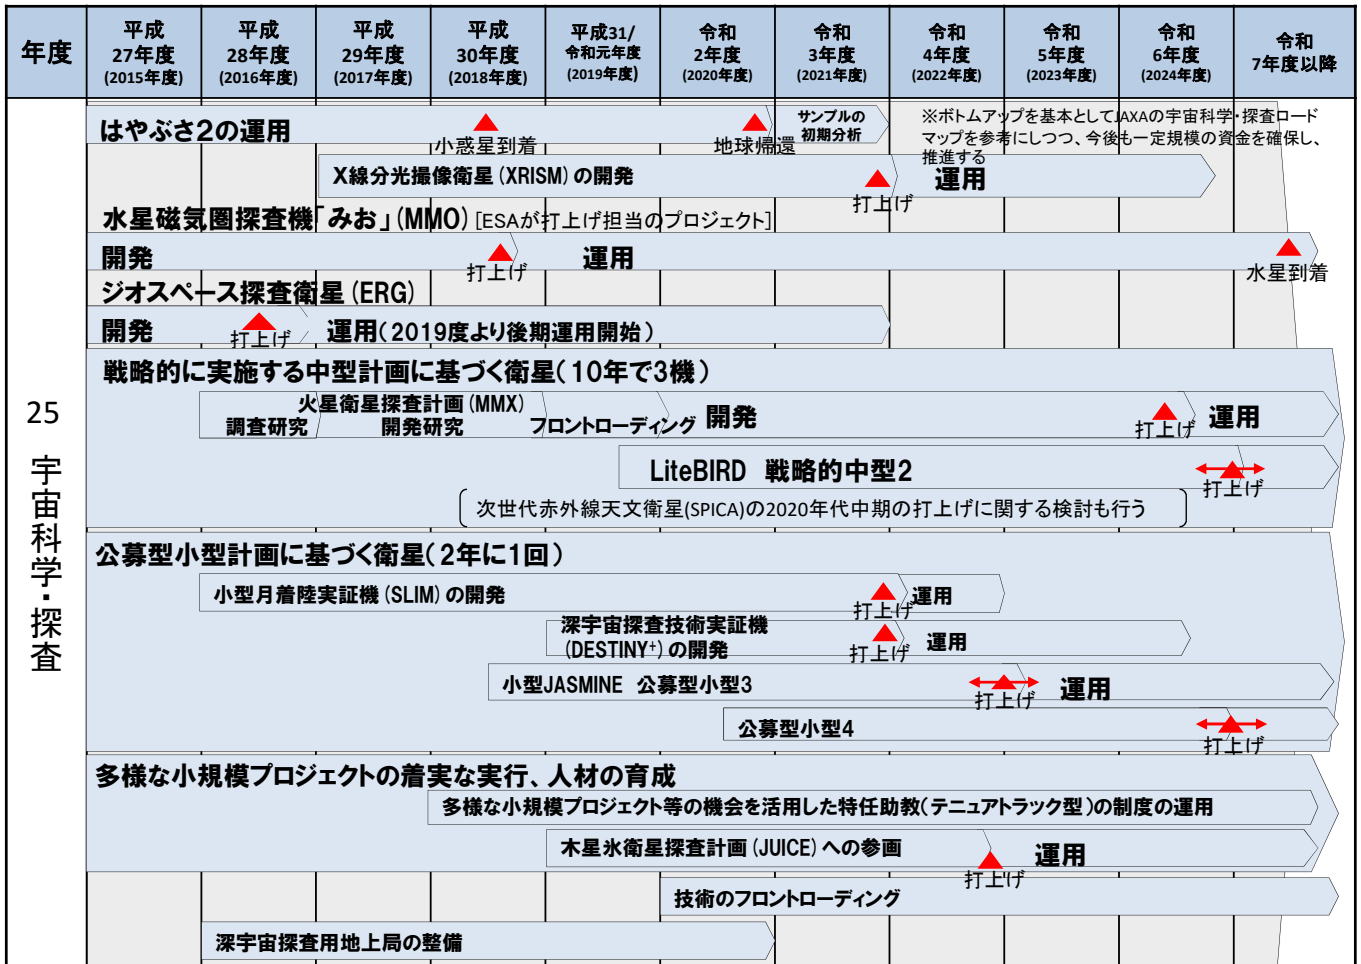 年度
平成
27年度
(2015年度)
平成
28年度
(2016年度)
平成
29年度
(2017年度)
平成
30年度
(2018年度)
平成31/
令和元年度
(2019年度)
令和
2年度
(2020年度)
令和
3年度
(2021年度)
令和
4年度
(2022年度)
令和
5年度
(2023年度)
令和
6年度
(2024年度)
令和
7年度以降
25
宇宙科学・探査
はやぶさ2の運用
小惑星到着
地球帰還
サンプルの
初期分析
※ボトムアップを基本としてJAXAの宇宙科学・探査ロード
マップを参考にしつつ、今後も一定規模の資金を確保し、
推進する
X線分光撮像衛星(XRISM)の開発
打上げ
運用
水星磁気圏探査機「みお」(MMO)[ESAが打上げ担当のプロジェクト]
開発
打上げ
運用
水星到着
ジオスペース探査衛星(ERG)
開発
打上げ
運用(2019度より後期運用開始)
戦略的に実施する中型計画に基づく衛星(10年で3機)
火星衛星探査計画(MMX)
調査研究
開発研究
フロントローディング
開発
打上げ
運用
LiteBIRD 戦略的中型2
打上げ
次世代赤外線天文衛星(SPICA)の2020年代中期の打上げに関する検討も行う
公募型小型計画に基づく衛星(2年に1回)
小型月着陸実証機(SLIM)の開発
打上げ
運用
深宇宙探査技術実証機
(DESTINY+)の開発
打上げ
運用
小型JASMINE 公募型小型3
打上げ
運用
公募型小型4
打上げ
多様な小規模プロジェクトの着実な実行、人材の育成
多様な小規模プロジェクト等の機会を活用した特任助教(テニュアトラック型)の制度の運用
木星氷衛星探査計画(JUICE)への参画
打上げ
運用
技術のフロントローディング
深宇宙探査用地上局の整備